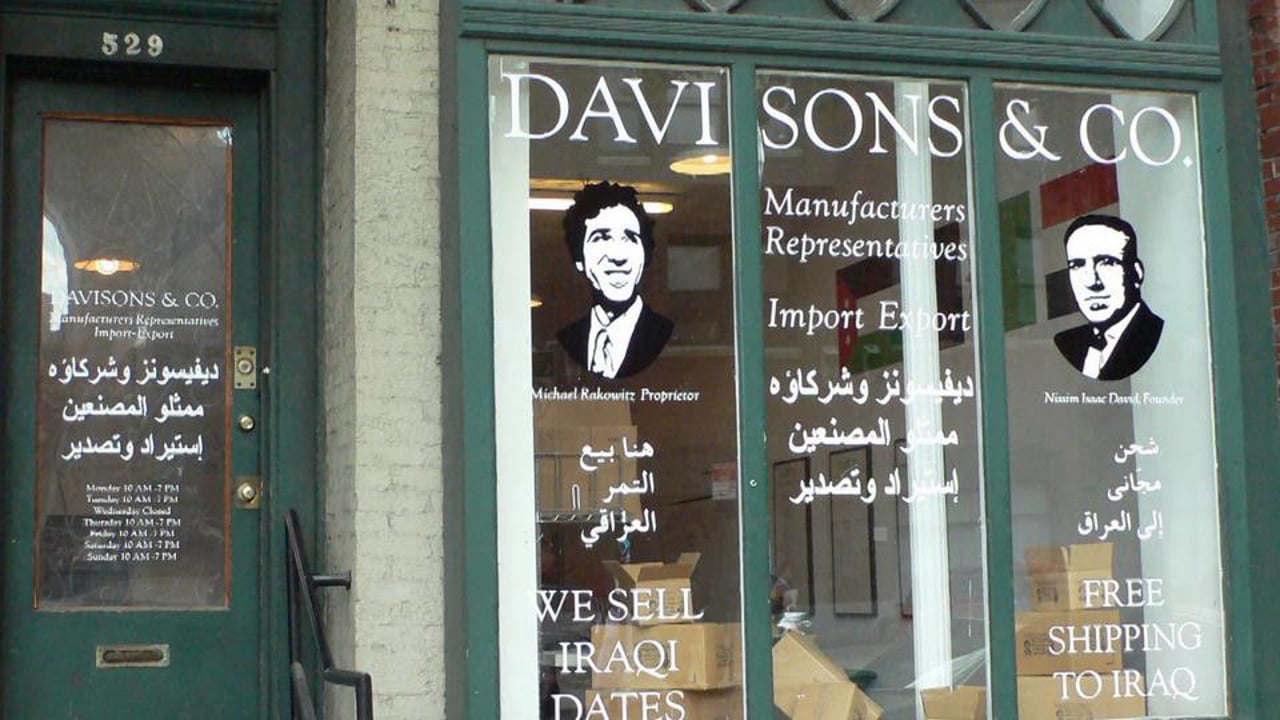 529
DAVISONS & CO.
Manufacturers Representatives
Import-Export
ديفيسونز وشركاؤه
ممثلو المصنعين
إستيراد وتصدير
Monday 10 AM -7 PM
Tuesday 10 AM -7 PM
Wednesday Closed
Thursday 10 AM -7 PM
Friday 10 AM -7 PM
Saturday 10 AM -7 PM
Sunday 10 AM -7 PM
DAVISONS & CO.
Michael Rakowitz Proprietor
هنا بيع
التمر
العراقي
WE SELL
IRAQI
DATES
Manufacturers
Representatives
Import Export
ديفيسونز وشركاؤه
ممثلو المصنعين
إستيراد وتصدير
Nissim Isaac David, Founder
شحن
مجاني
إلى العراق
FREE
SHIPPING
TO IRAQ